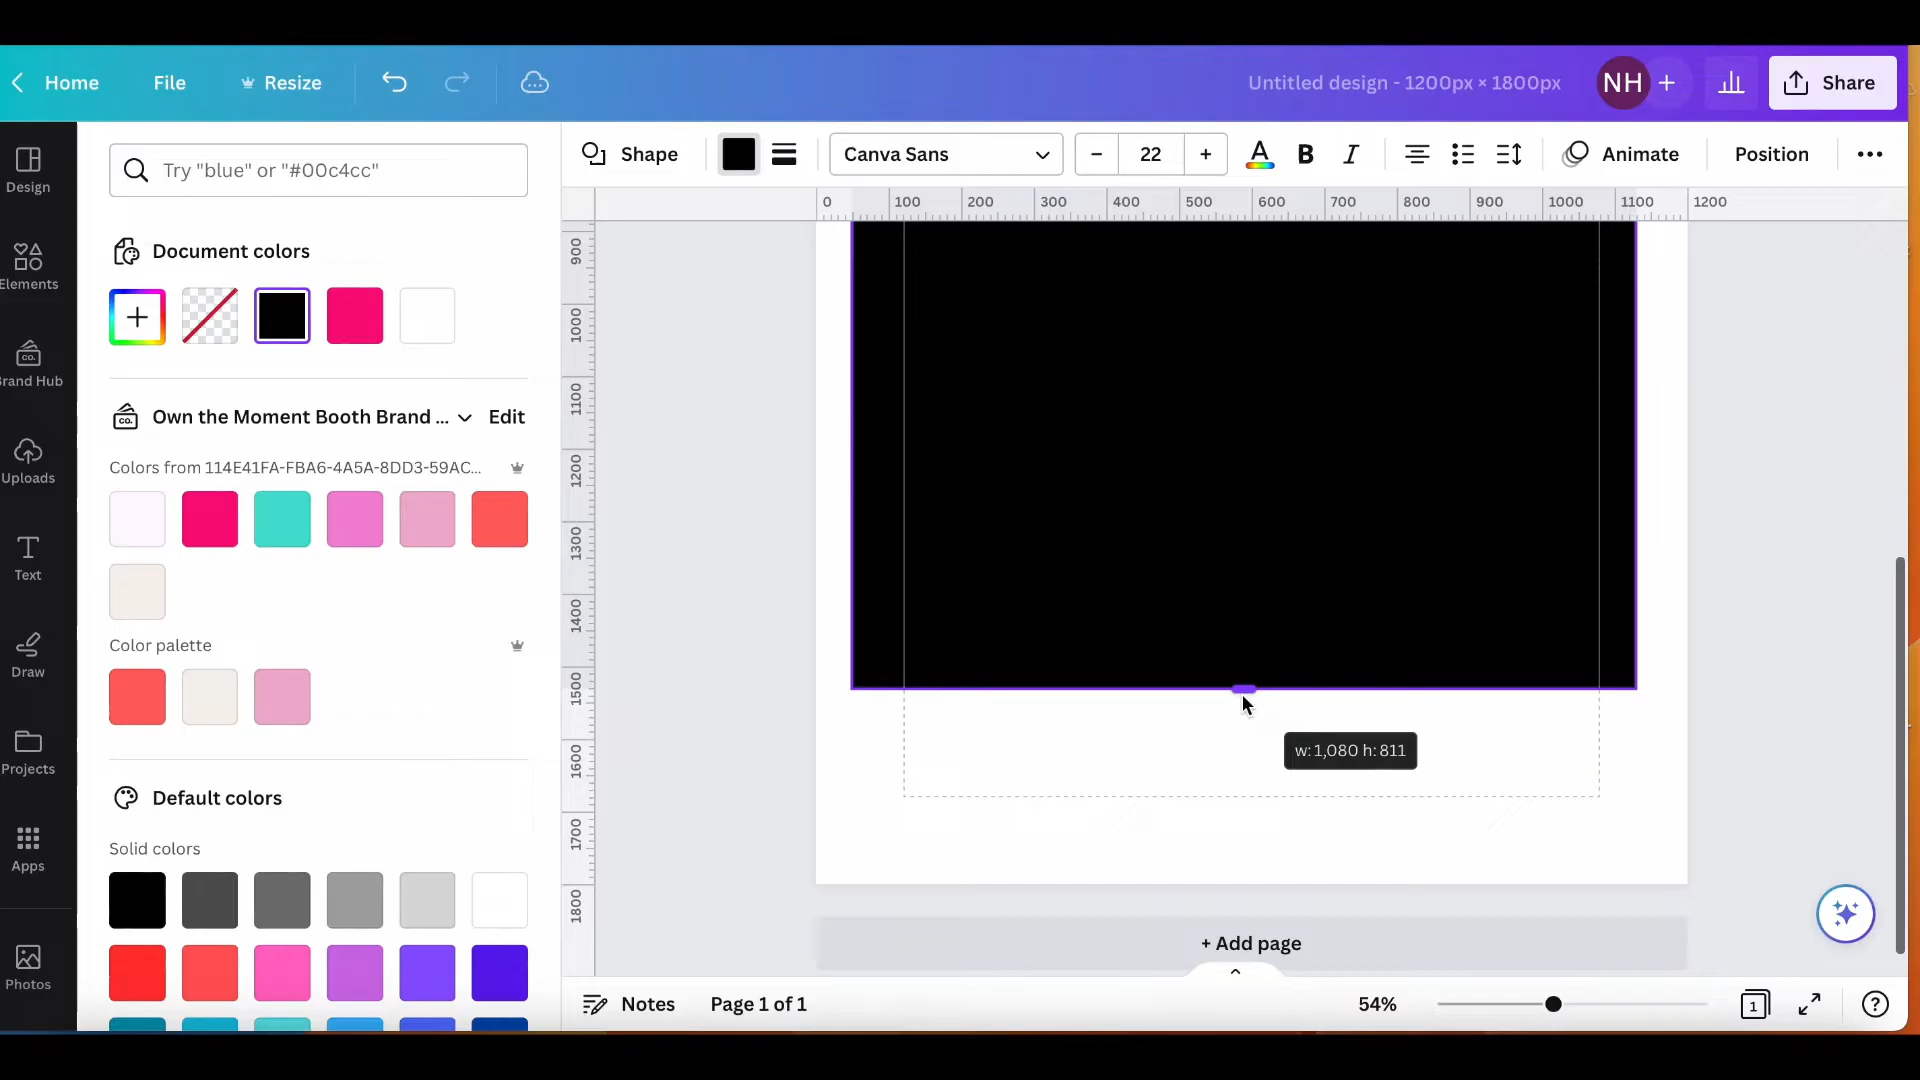 Home
File
Resize
Untitled design - 1200px × 1800px
NH
+
Share
Design
Elements
Brand Hub
co.
Uploads
Text
Draw
Projects
Apps
Photos
Try "blue" or "#00c4cc"
Document colors
Own the Moment Booth Brand ...
Edit
Colors from 114E41FA-FBA6-4A5A-8DD3-59AC...
Color palette
Default colors
Solid colors
Shape
Canva Sans
− 22 +
A
B
I
Animate
Position
0 100 200 300 400 500 600 700 800 900 1000 1100 1200
900
1000
1100
1200
1300
1400
1500
1600
1700
1800
w: 1,080 h: 811
+ Add page
Notes
Page 1 of 1
54%
1
?